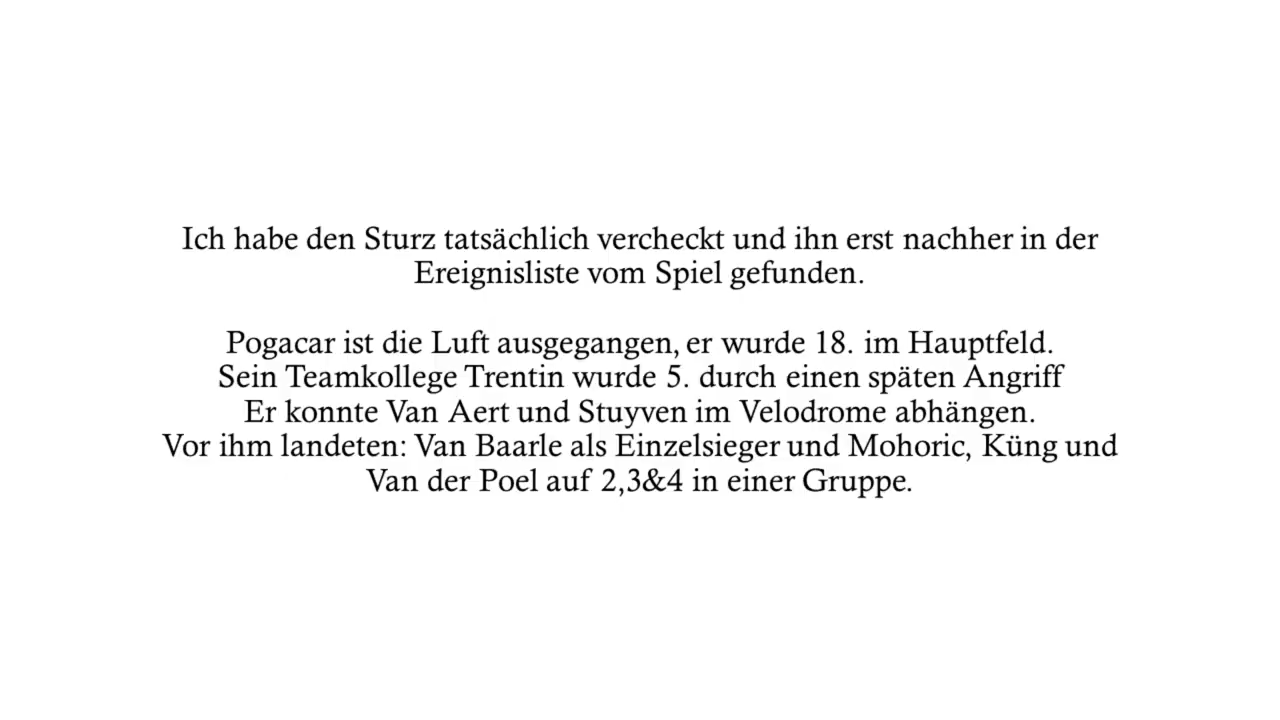 Ich habe den Sturz tatsächlich vercheckt und ihn erst nachher in der
Ereignisliste vom Spiel gefunden.
Pogacar ist die Luft ausgegangen, er wurde 18. im Hauptfeld.
Sein Teamkollege Trentin wurde 5. durch einen späten Angriff
Er konnte Van Aert und Stuyven im Velodrome abhängen.
Vor ihm landeten: Van Baarle als Einzelsieger und Mohoric, Küng und
Van der Poel auf 2,3&4 in einer Gruppe.